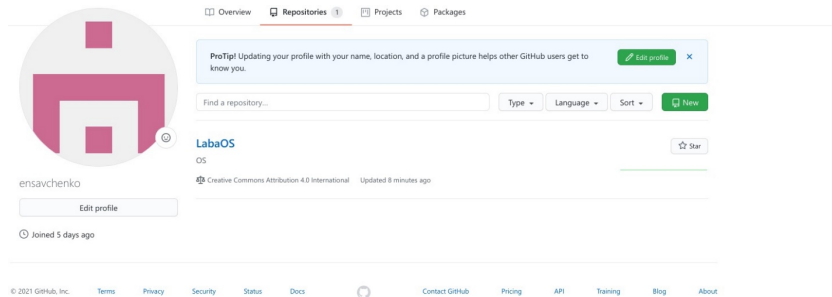 Overview Repositories 1 Projects Packages
ProTip! Updating your profile with your name, location, and a profile picture helps other GitHub users get to
know you.
Edit profile
Find a repository...
Type Language Sort New
LabaOS
Star
OS
Creative Commons Attribution 4.0 International Updated 8 minutes ago
ensavchenko
Edit profile
Joined 5 days ago
© 2021 GitHub, Inc. Terms Privacy Security Status Docs Contact GitHub Pricing API Training Blog About